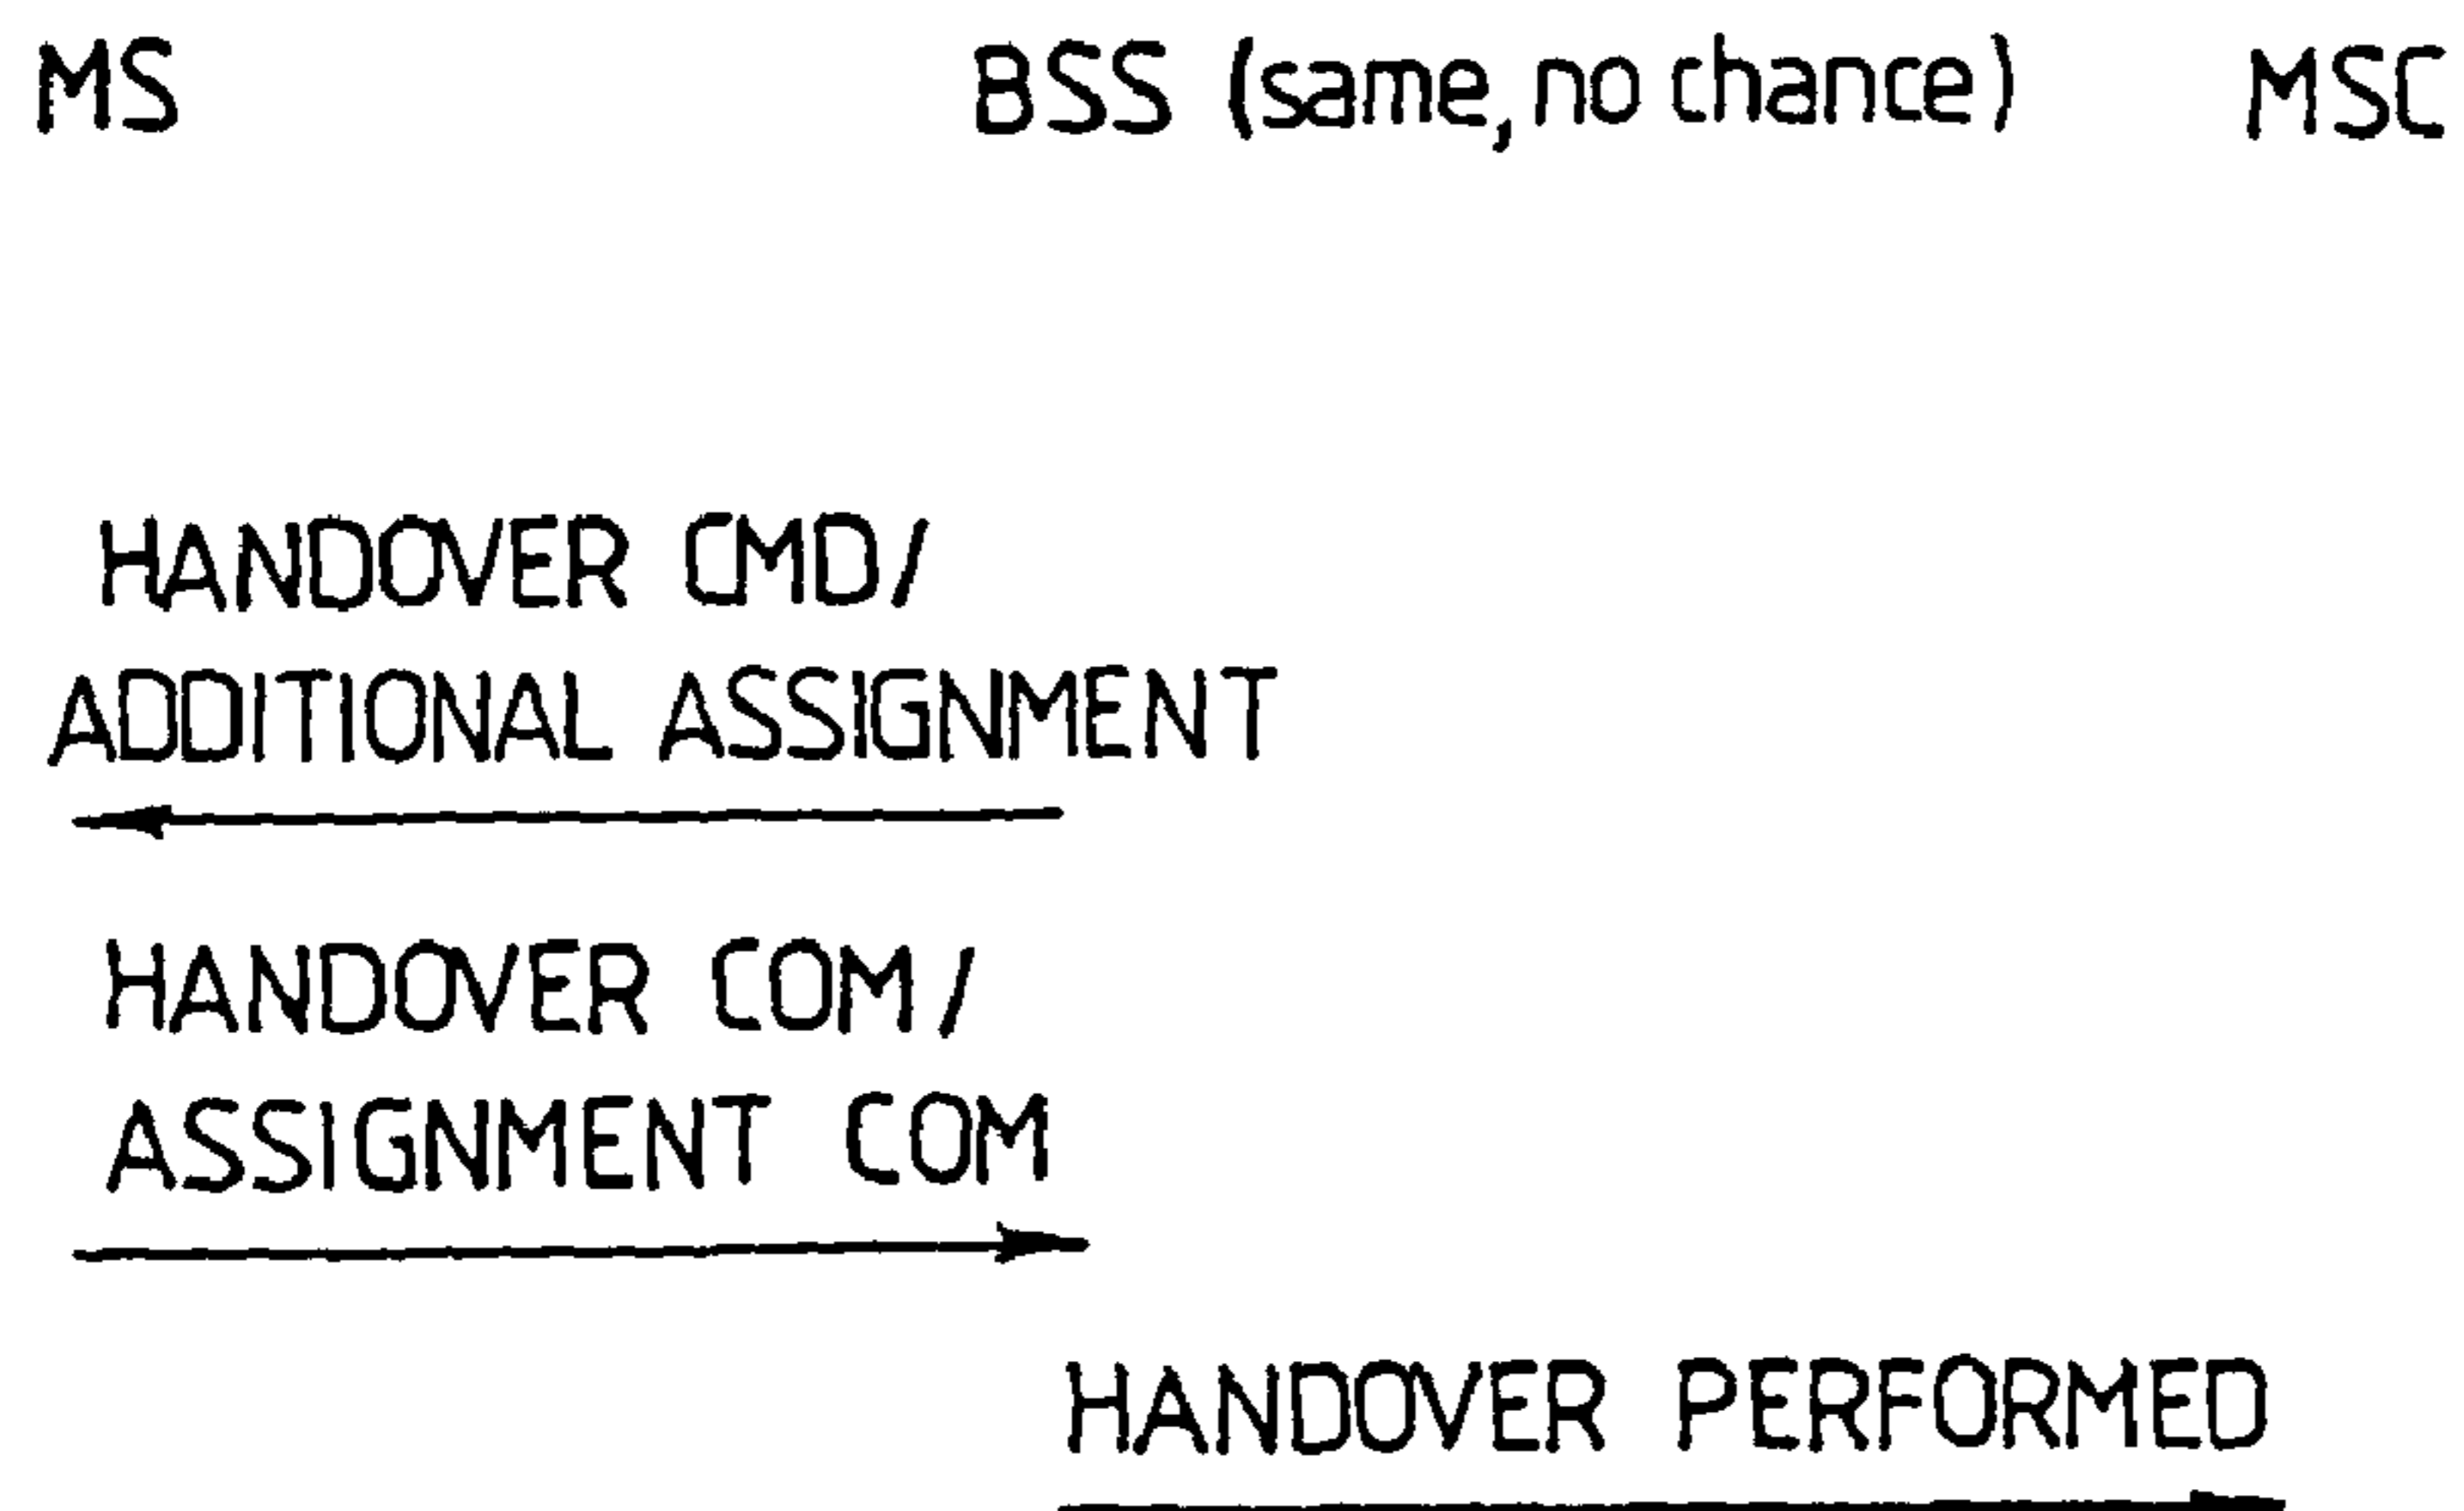 MS BSS (same, no chance) MSC
HANDOVER CMD/
ADDITIONAL ASSIGNMENT
HANDOVER COM/
ASSIGNMENT COM
HANDOVER PERFORMED